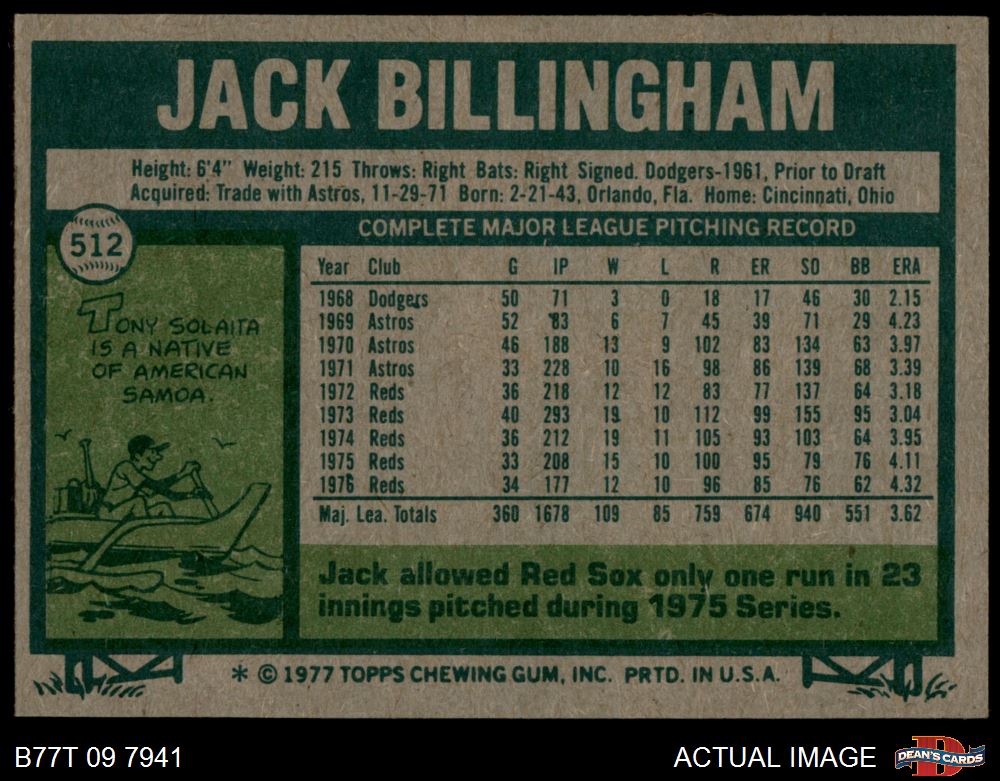 JACK BILLINGHAM
Height: 6'4" Weight: 215 Throws: Right Bats: Right Signed. Dodgers-1961, Prior to Draft
Acquired: Trade with Astros, 11-29-71 Born: 2-21-43, Orlando, Fla. Home: Cincinnati, Ohio
512
COMPLETE MAJOR LEAGUE PITCHING RECORD
TONY SOLAITA
IS A NATIVE
OF AMERICAN
SAMOA.
Year Club G IP W L R ER SO BB ERA
1968 Dodgers 50 71 3 0 18 17 46 30 2.15
1969 Astros 52 83 6 7 45 39 71 29 4.23
1970 Astros 46 188 13 9 102 83 134 63 3.97
1971 Astros 33 228 10 16 98 86 139 68 3.39
1972 Reds 36 218 12 12 83 77 137 64 3.18
1973 Reds 40 293 19 10 112 99 155 95 3.04
1974 Reds 36 212 19 11 105 93 103 64 3.95
1975 Reds 33 208 15 10 100 95 79 76 4.11
1976 Reds 34 177 12 10 96 85 76 62 4.32
Maj. Lea. Totals 360 1678 109 85 759 674 940 551 3.62
Jack allowed Red Sox only one run in 23
innings pitched during 1975 Series.
* © 1977 TOPPS CHEWING GUM, INC. PRTD. IN U.S.A.
B77T 09 7941
ACTUAL IMAGE
D
DEAN'S CARDS